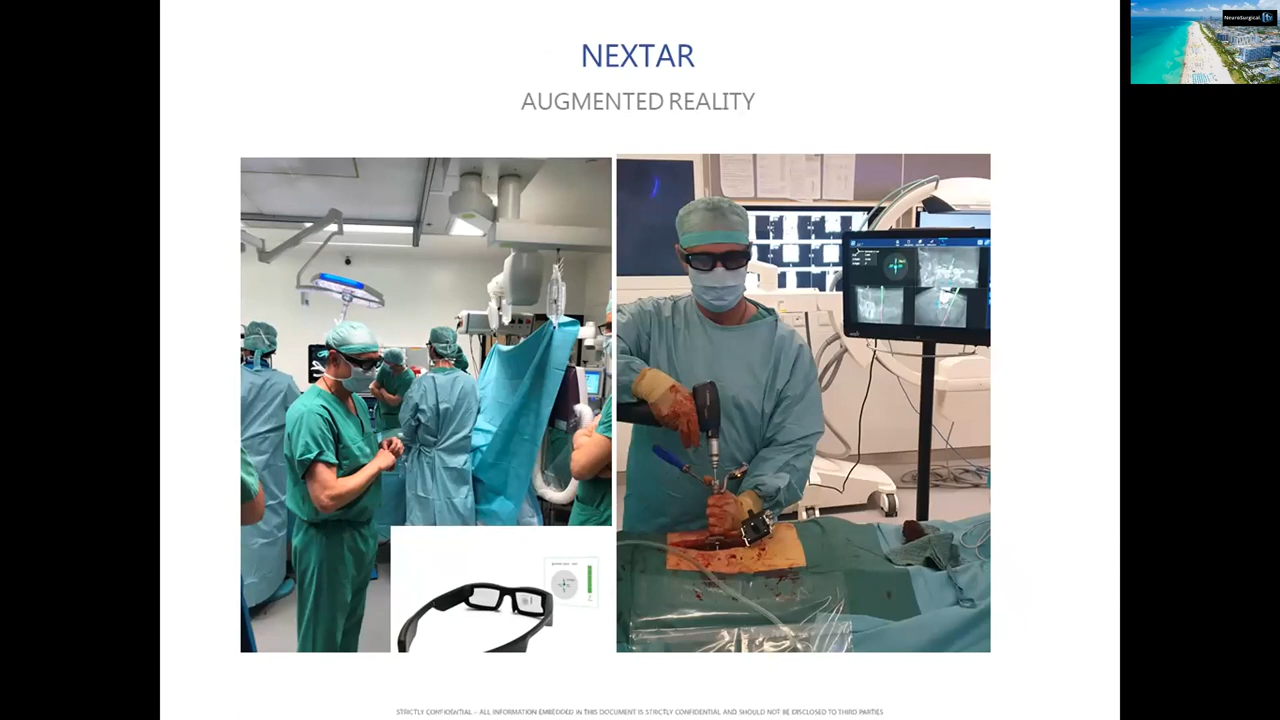 NEXTAR
AUGMENTED REALITY
NeuroSurgical
STRICTLY CONFIDENTIAL – ALL INFORMATION EMBEDDED IN THIS DOCUMENT IS STRICTLY CONFIDENTIAL AND SHOULD NOT BE DISCLOSED TO THIRD PARTIES